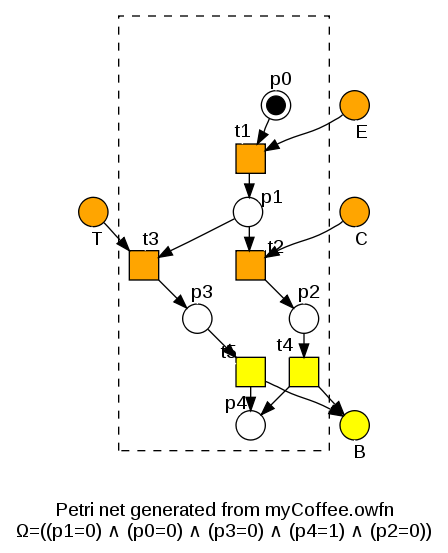 p0
E
t1
p1
T
t3
t2
C
p3
p2
t5
t4
p4
B
Petri net generated from myCoffee.owfn
Ω=((p1=0) ∧ (p0=0) ∧ (p3=0) ∧ (p4=1) ∧ (p2=0))